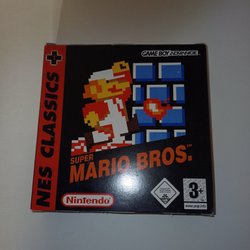 GAME BOY ADVANCE
NES CLASSICS
SUPER
MARIO BROS.
Nintendo
3+